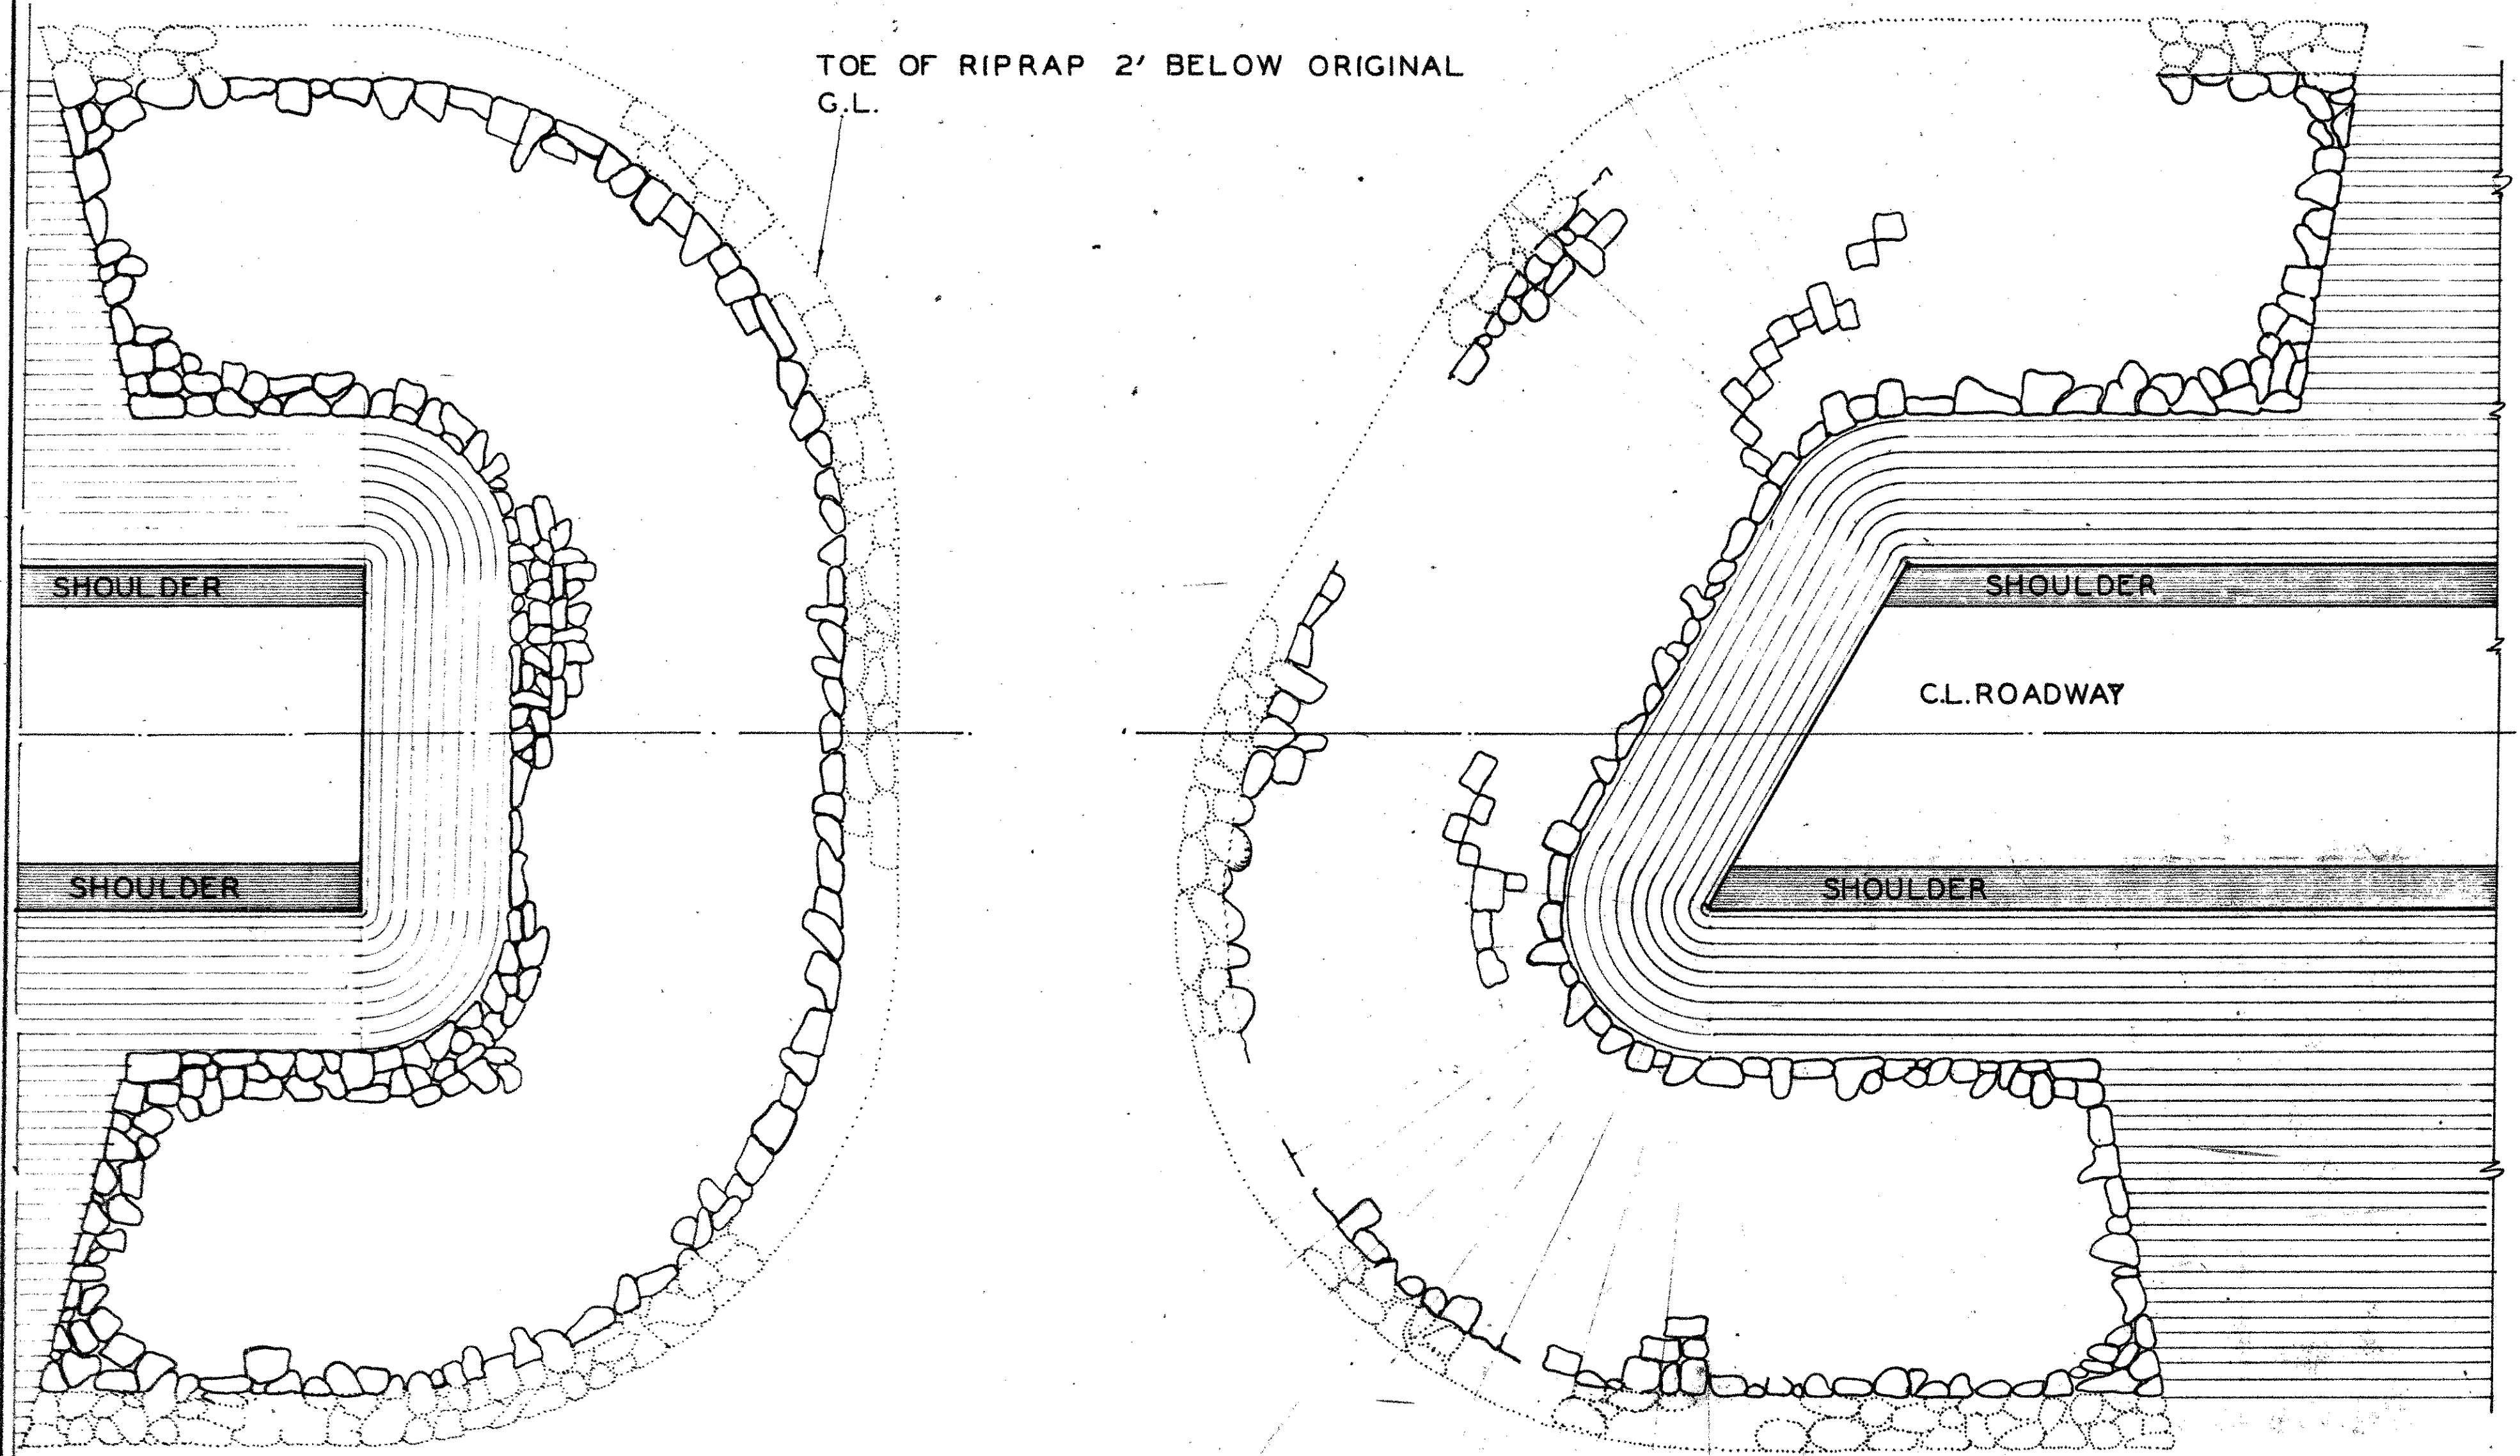 TOE OF RIPRAP 2' BELOW ORIGINAL
G.L.
SHOULDER
SHOULDER
C.L. ROADWAY
SHOULDER
SHOULDER